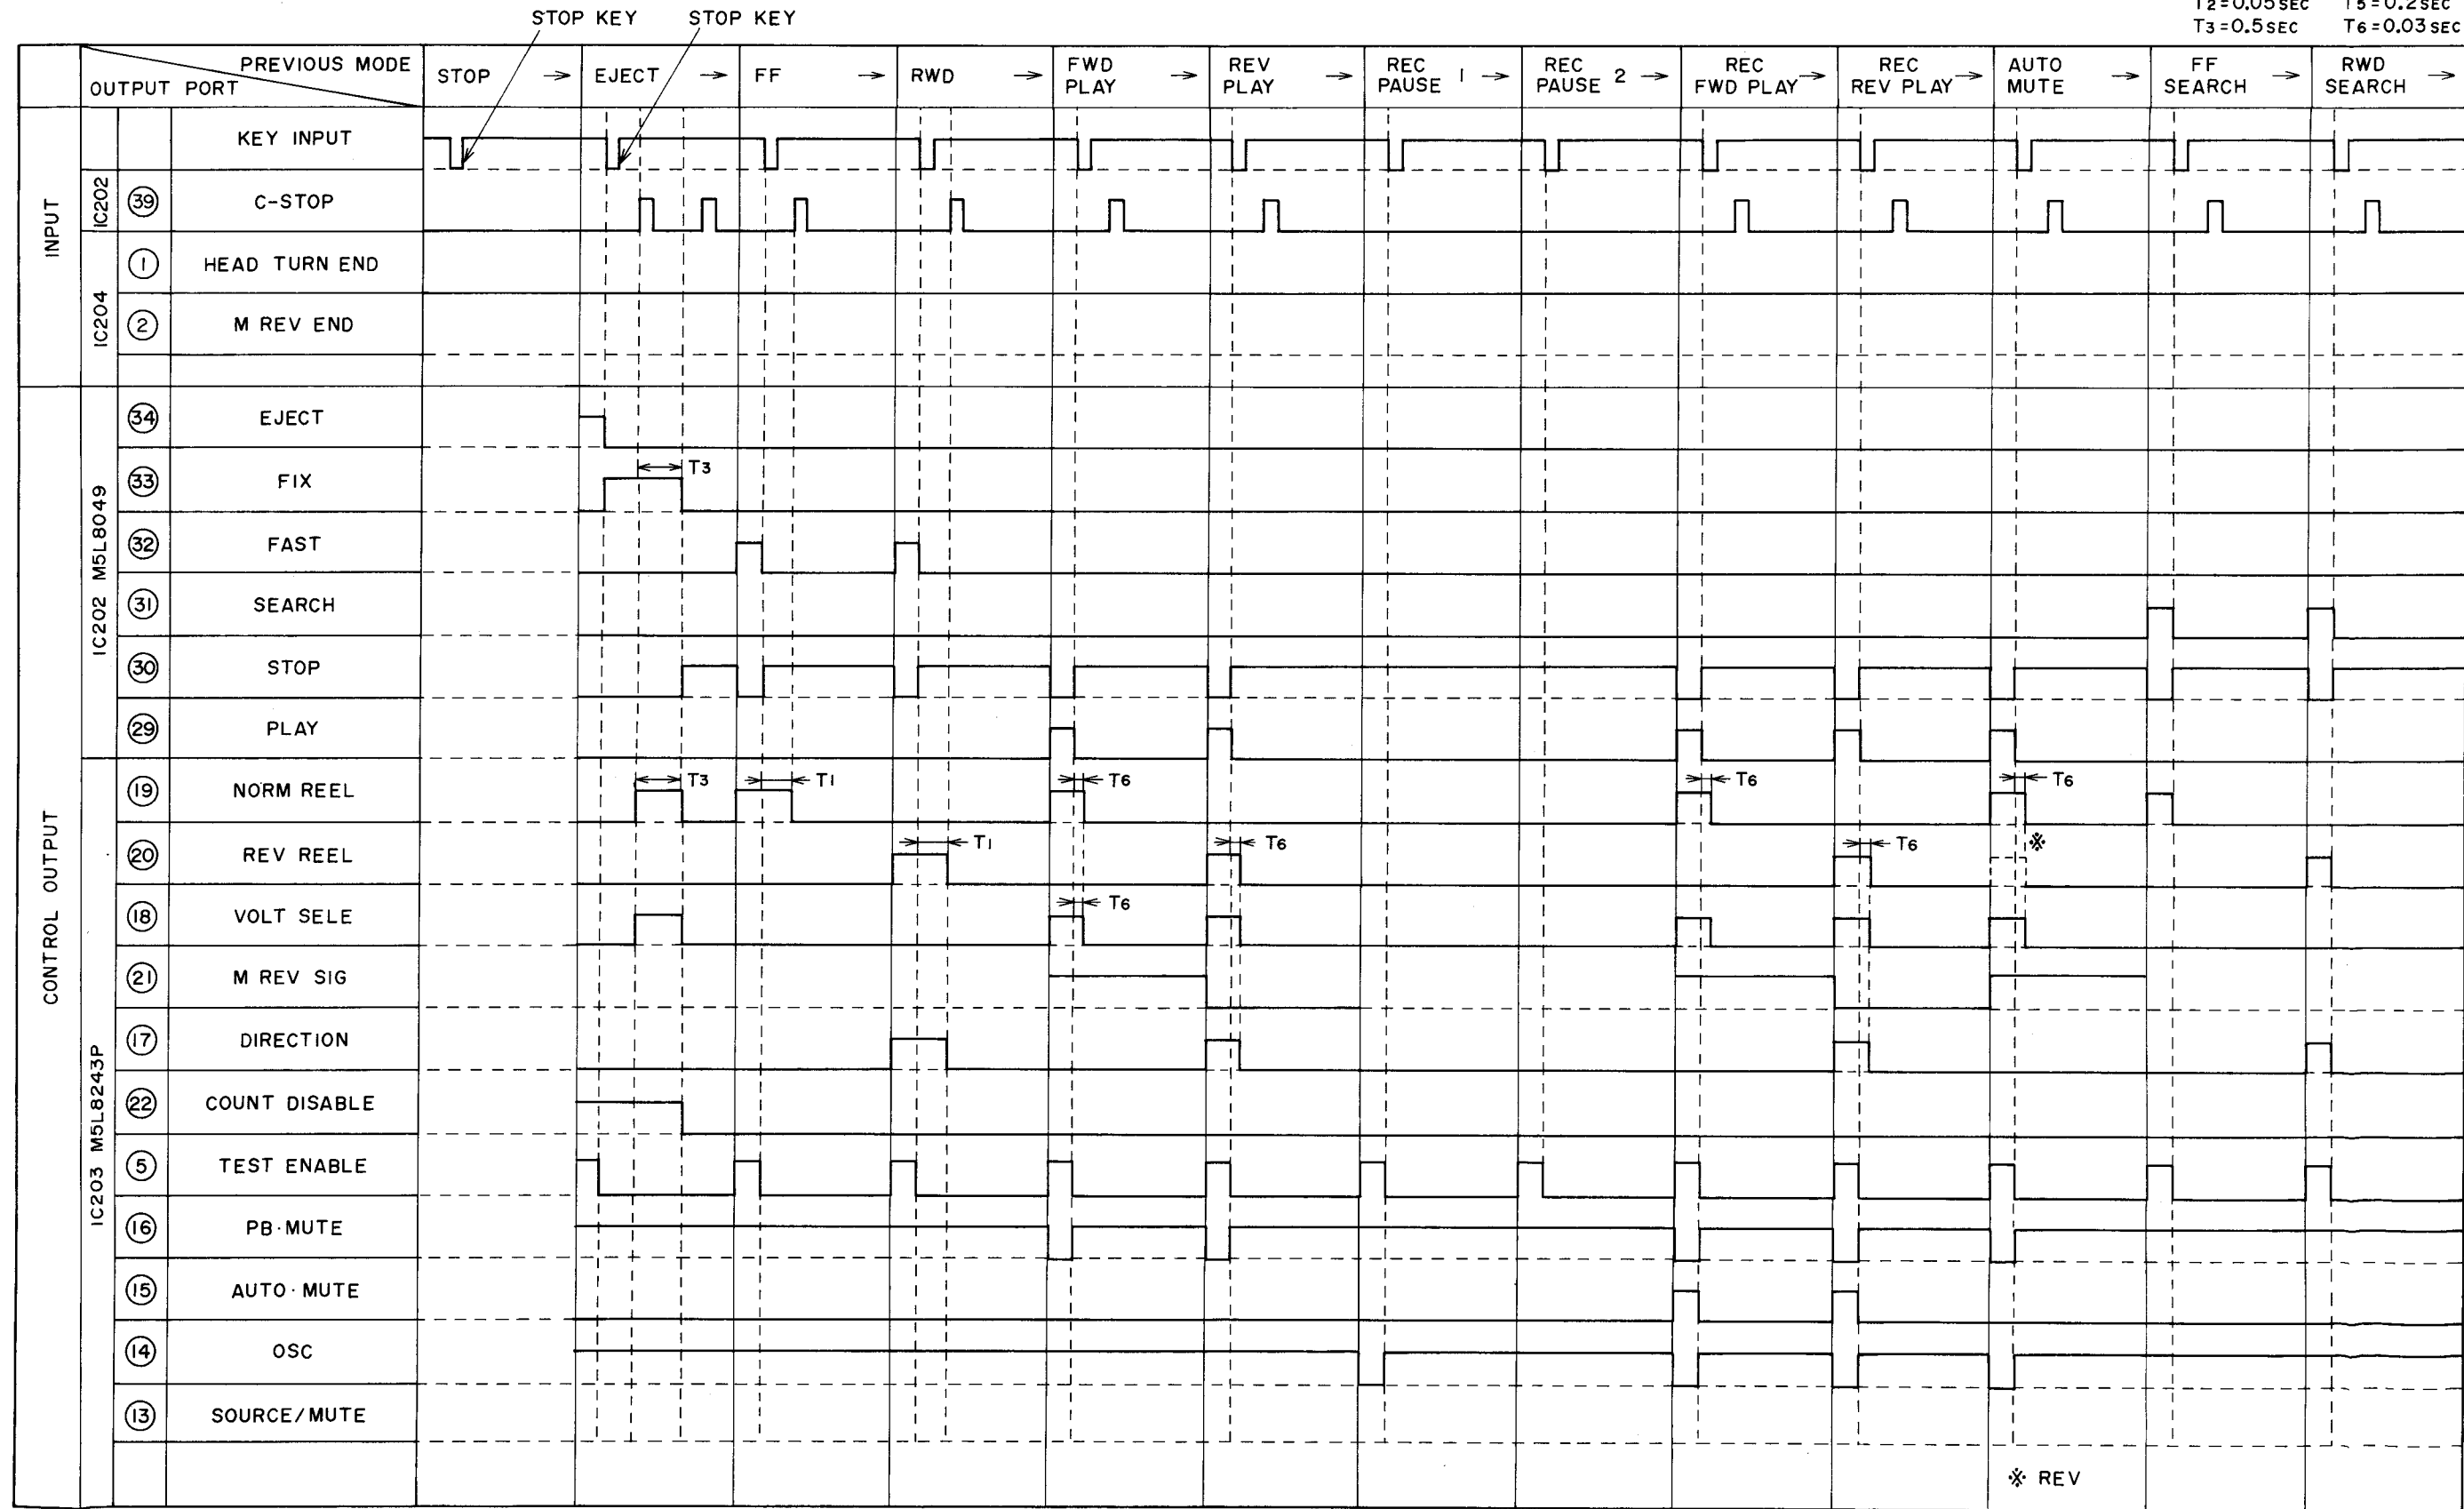 STOP KEY STOP KEY
T2=0.05SEC T5=0.2SEC
T3=0.5SEC T6=0.03SEC
PREVIOUS MODE
OUTPUT PORT
STOP → EJECT → FF → RWD → FWD PLAY → REV PLAY → REC PAUSE 1 → REC PAUSE 2 → REC FWD PLAY → REC REV PLAY → AUTO MUTE → FF SEARCH → RWD SEARCH →
INPUT
KEY INPUT
IC202
39 C-STOP
IC204
1 HEAD TURN END
2 M REV END
CONTROL OUTPUT
IC202 M5L8049
34 EJECT
33 FIX T3
32 FAST
31 SEARCH
30 STOP
29 PLAY
IC203 M5L8243P
19 NORM REEL T3 T1 T6 T6 T6
20 REV REEL T1 T6 T6 ※
18 VOLT SELE T6
21 M REV SIG
17 DIRECTION
22 COUNT DISABLE
5 TEST ENABLE
16 PB·MUTE
15 AUTO·MUTE
14 OSC
13 SOURCE/MUTE
※ REV